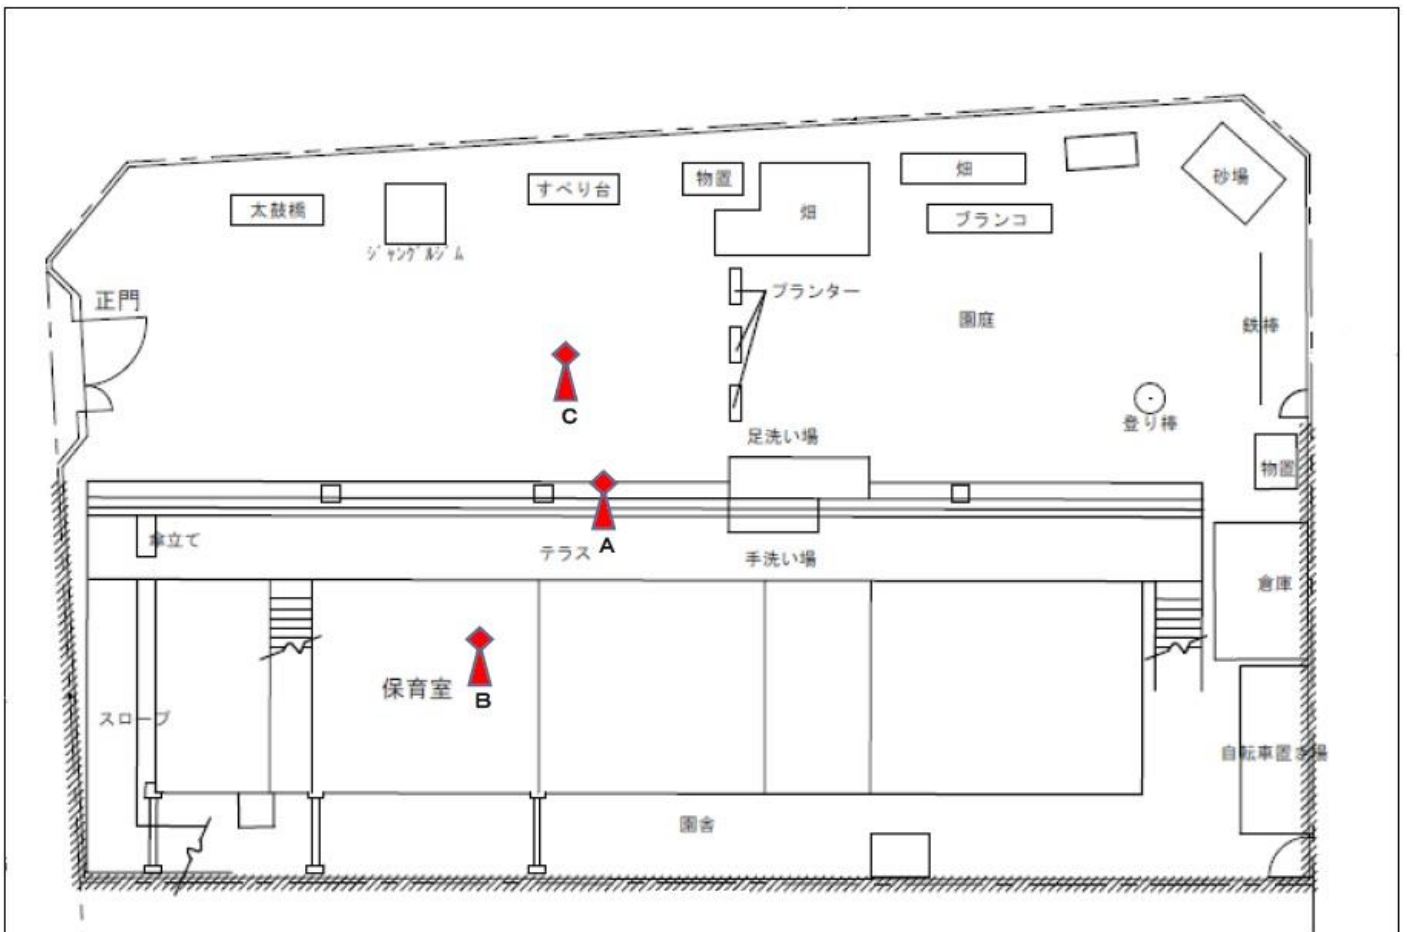 物置
畑
砂場
すべり台
太鼓橋
畑
ブランコ
ジャングルジム
正門
プランター
園庭
鉄棒
C
登り棒
足洗い場
物置
傘立て
テラス
A
手洗い場
倉庫
保育室
B
スロープ
自転車置き場
園舎